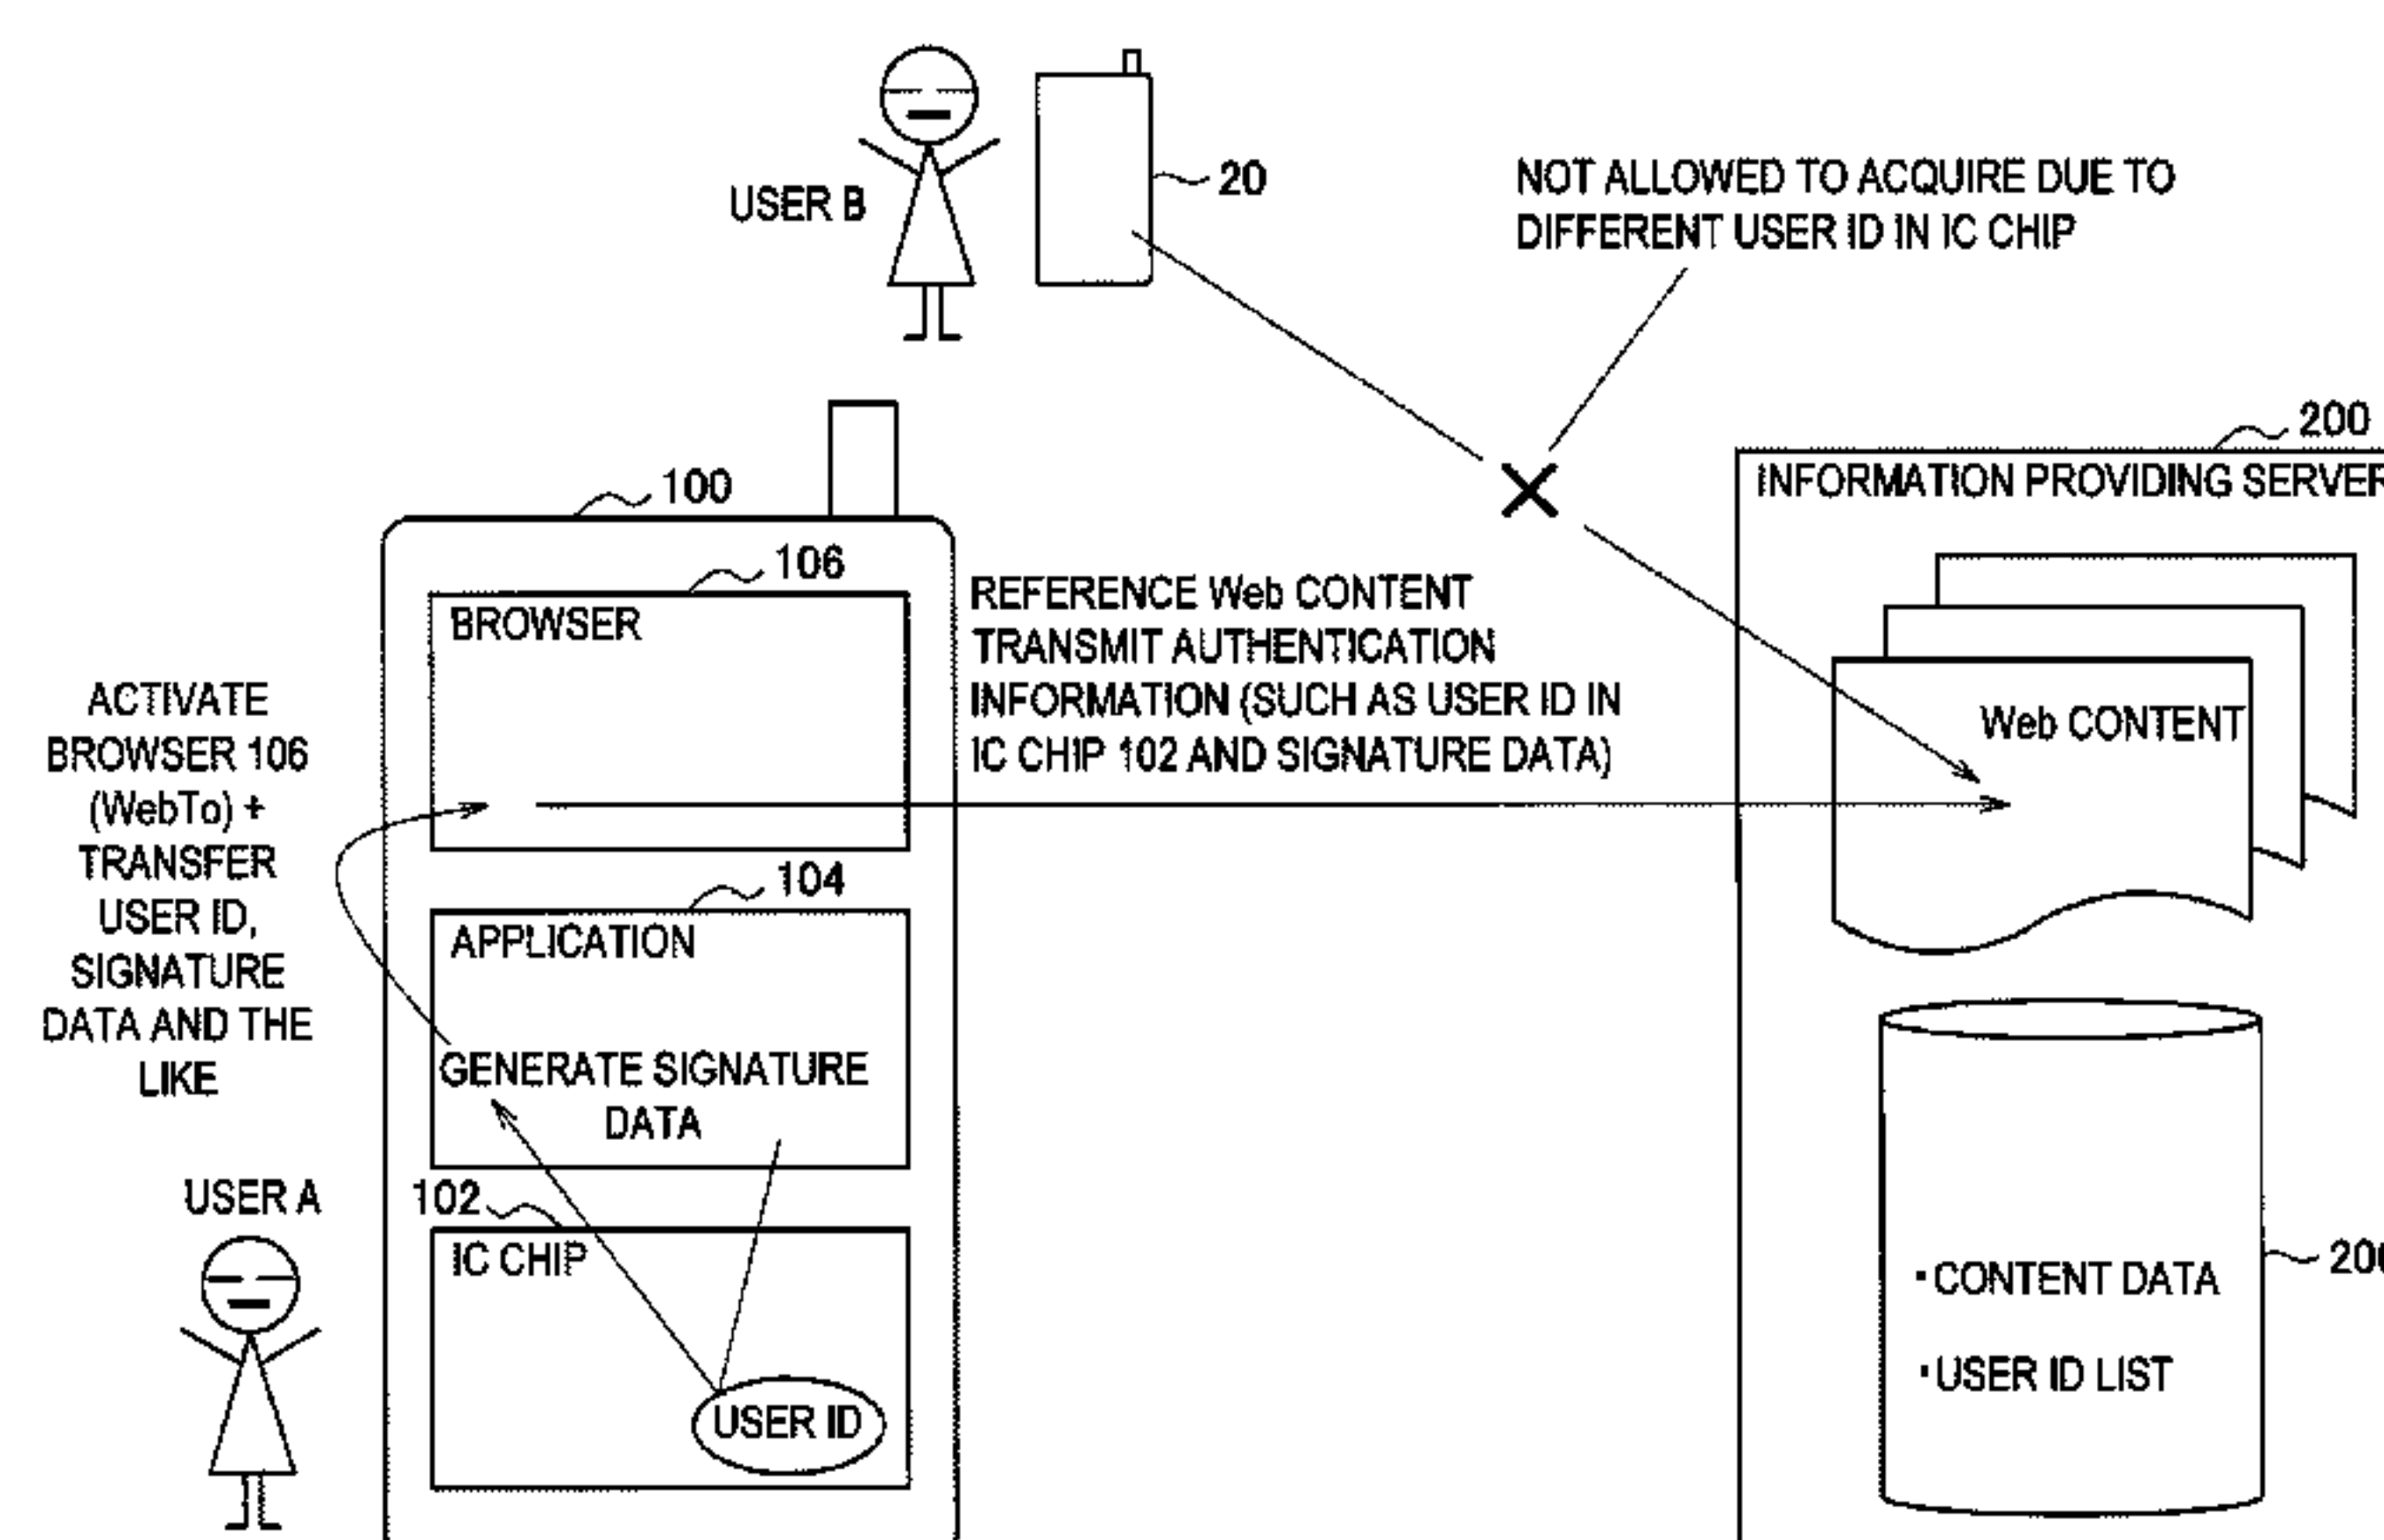 USER B
20
NOT ALLOWED TO ACQUIRE DUE TO
DIFFERENT USER ID IN IC CHIP
200
INFORMATION PROVIDING SERVER
100
106
BROWSER
REFERENCE Web CONTENT
TRANSMIT AUTHENTICATION
INFORMATION (SUCH AS USER ID IN
IC CHIP 102 AND SIGNATURE DATA)
Web CONTENT
ACTIVATE
BROWSER 106
(WebTo) +
TRANSFER
USER ID,
SIGNATURE
DATA AND THE
LIKE
104
APPLICATION
GENERATE SIGNATURE
DATA
USER A
102
IC CHIP
USER ID
・CONTENT DATA
・USER ID LIST